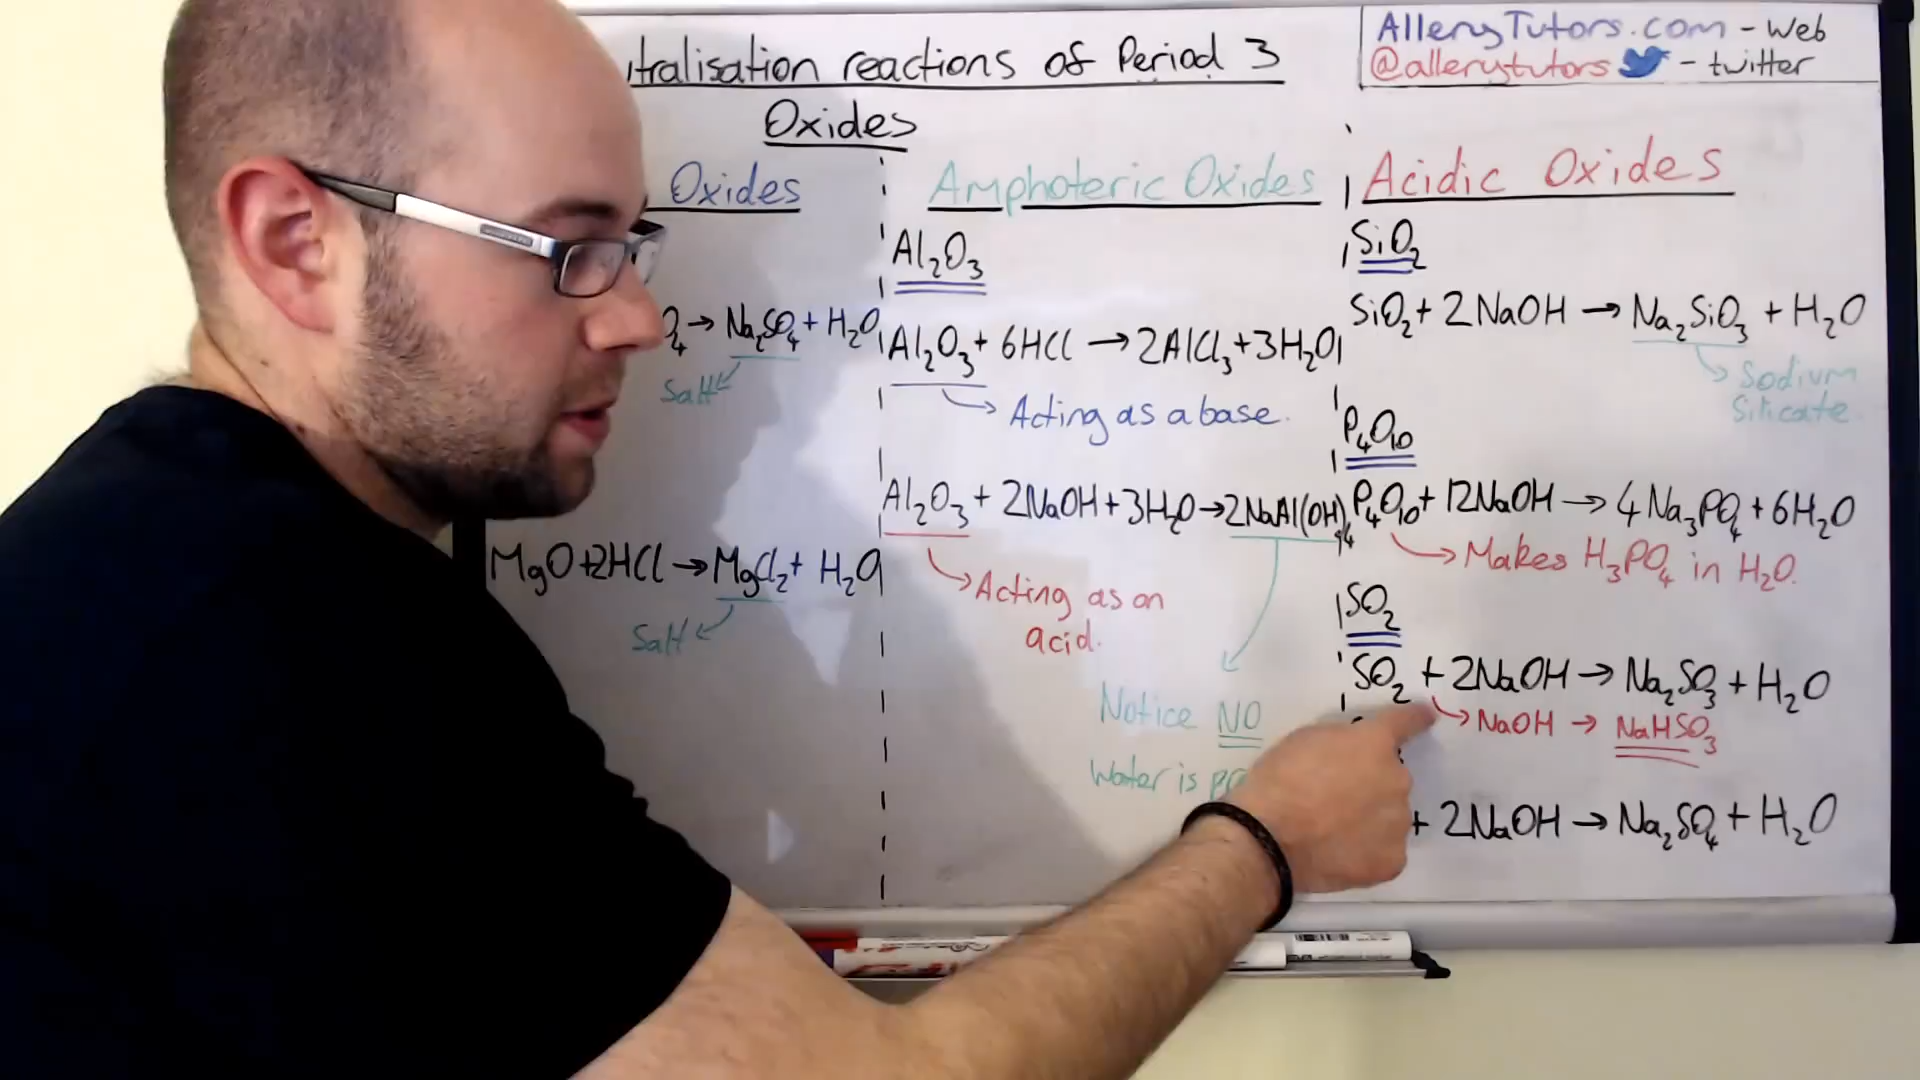 tralisation reactions of Period 3
Oxides
AlleryTutors.com - Web
@allerytutors - twitter
Oxides
O₄ → Na₂SO₄ + H₂O
Salt
MgO + 2HCl → MgCl₂ + H₂O
Salt
Amphoteric Oxides
Al₂O₃
Al₂O₃ + 6HCl → 2AlCl₃ + 3H₂O
Acting as a base.
Al₂O₃ + 2NaOH + 3H₂O → 2NaAl(OH)₄
Acting as an
acid.
Notice NO
Water is pr
Acidic Oxides
SiO₂
SiO₂ + 2NaOH → Na₂SiO₃ + H₂O
Sodium
Silicate.
P₄O₁₀
P₄O₁₀ + 12NaOH → 4Na₃PO₄ + 6H₂O
Makes H₃PO₄ in H₂O.
SO₂
SO₂ + 2NaOH → Na₂SO₃ + H₂O
NaOH → NaHSO₃
+ 2NaOH → Na₂SO₄ + H₂O